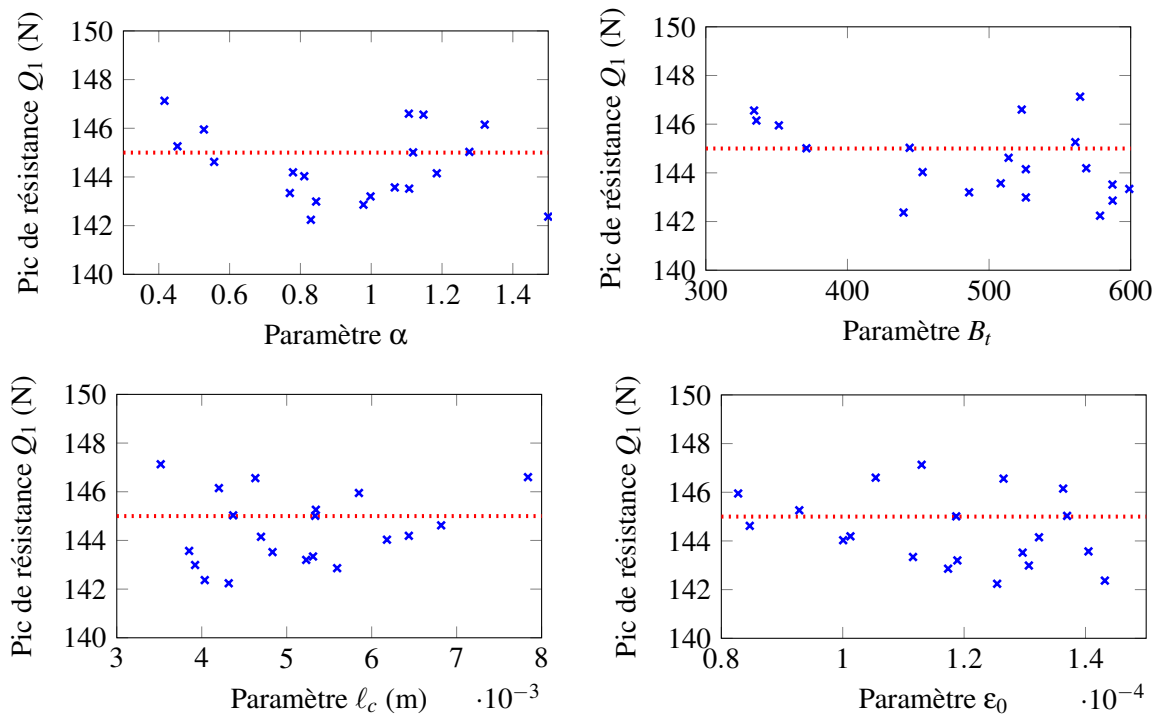 Pic de résistance Q₁ (N)
150
148
146
144
142
140
0.4 0.6 0.8 1 1.2 1.4
Paramètre α
Pic de résistance Q₁ (N)
150
148
146
144
142
140
300 400 500 600
Paramètre Bₜ
Pic de résistance Q₁ (N)
150
148
146
144
142
140
3 4 5 6 7 8
Paramètre ℓ_c (m) ·10⁻³
Pic de résistance Q₁ (N)
150
148
146
144
142
140
0.8 1 1.2 1.4
Paramètre ε₀ ·10⁻⁴